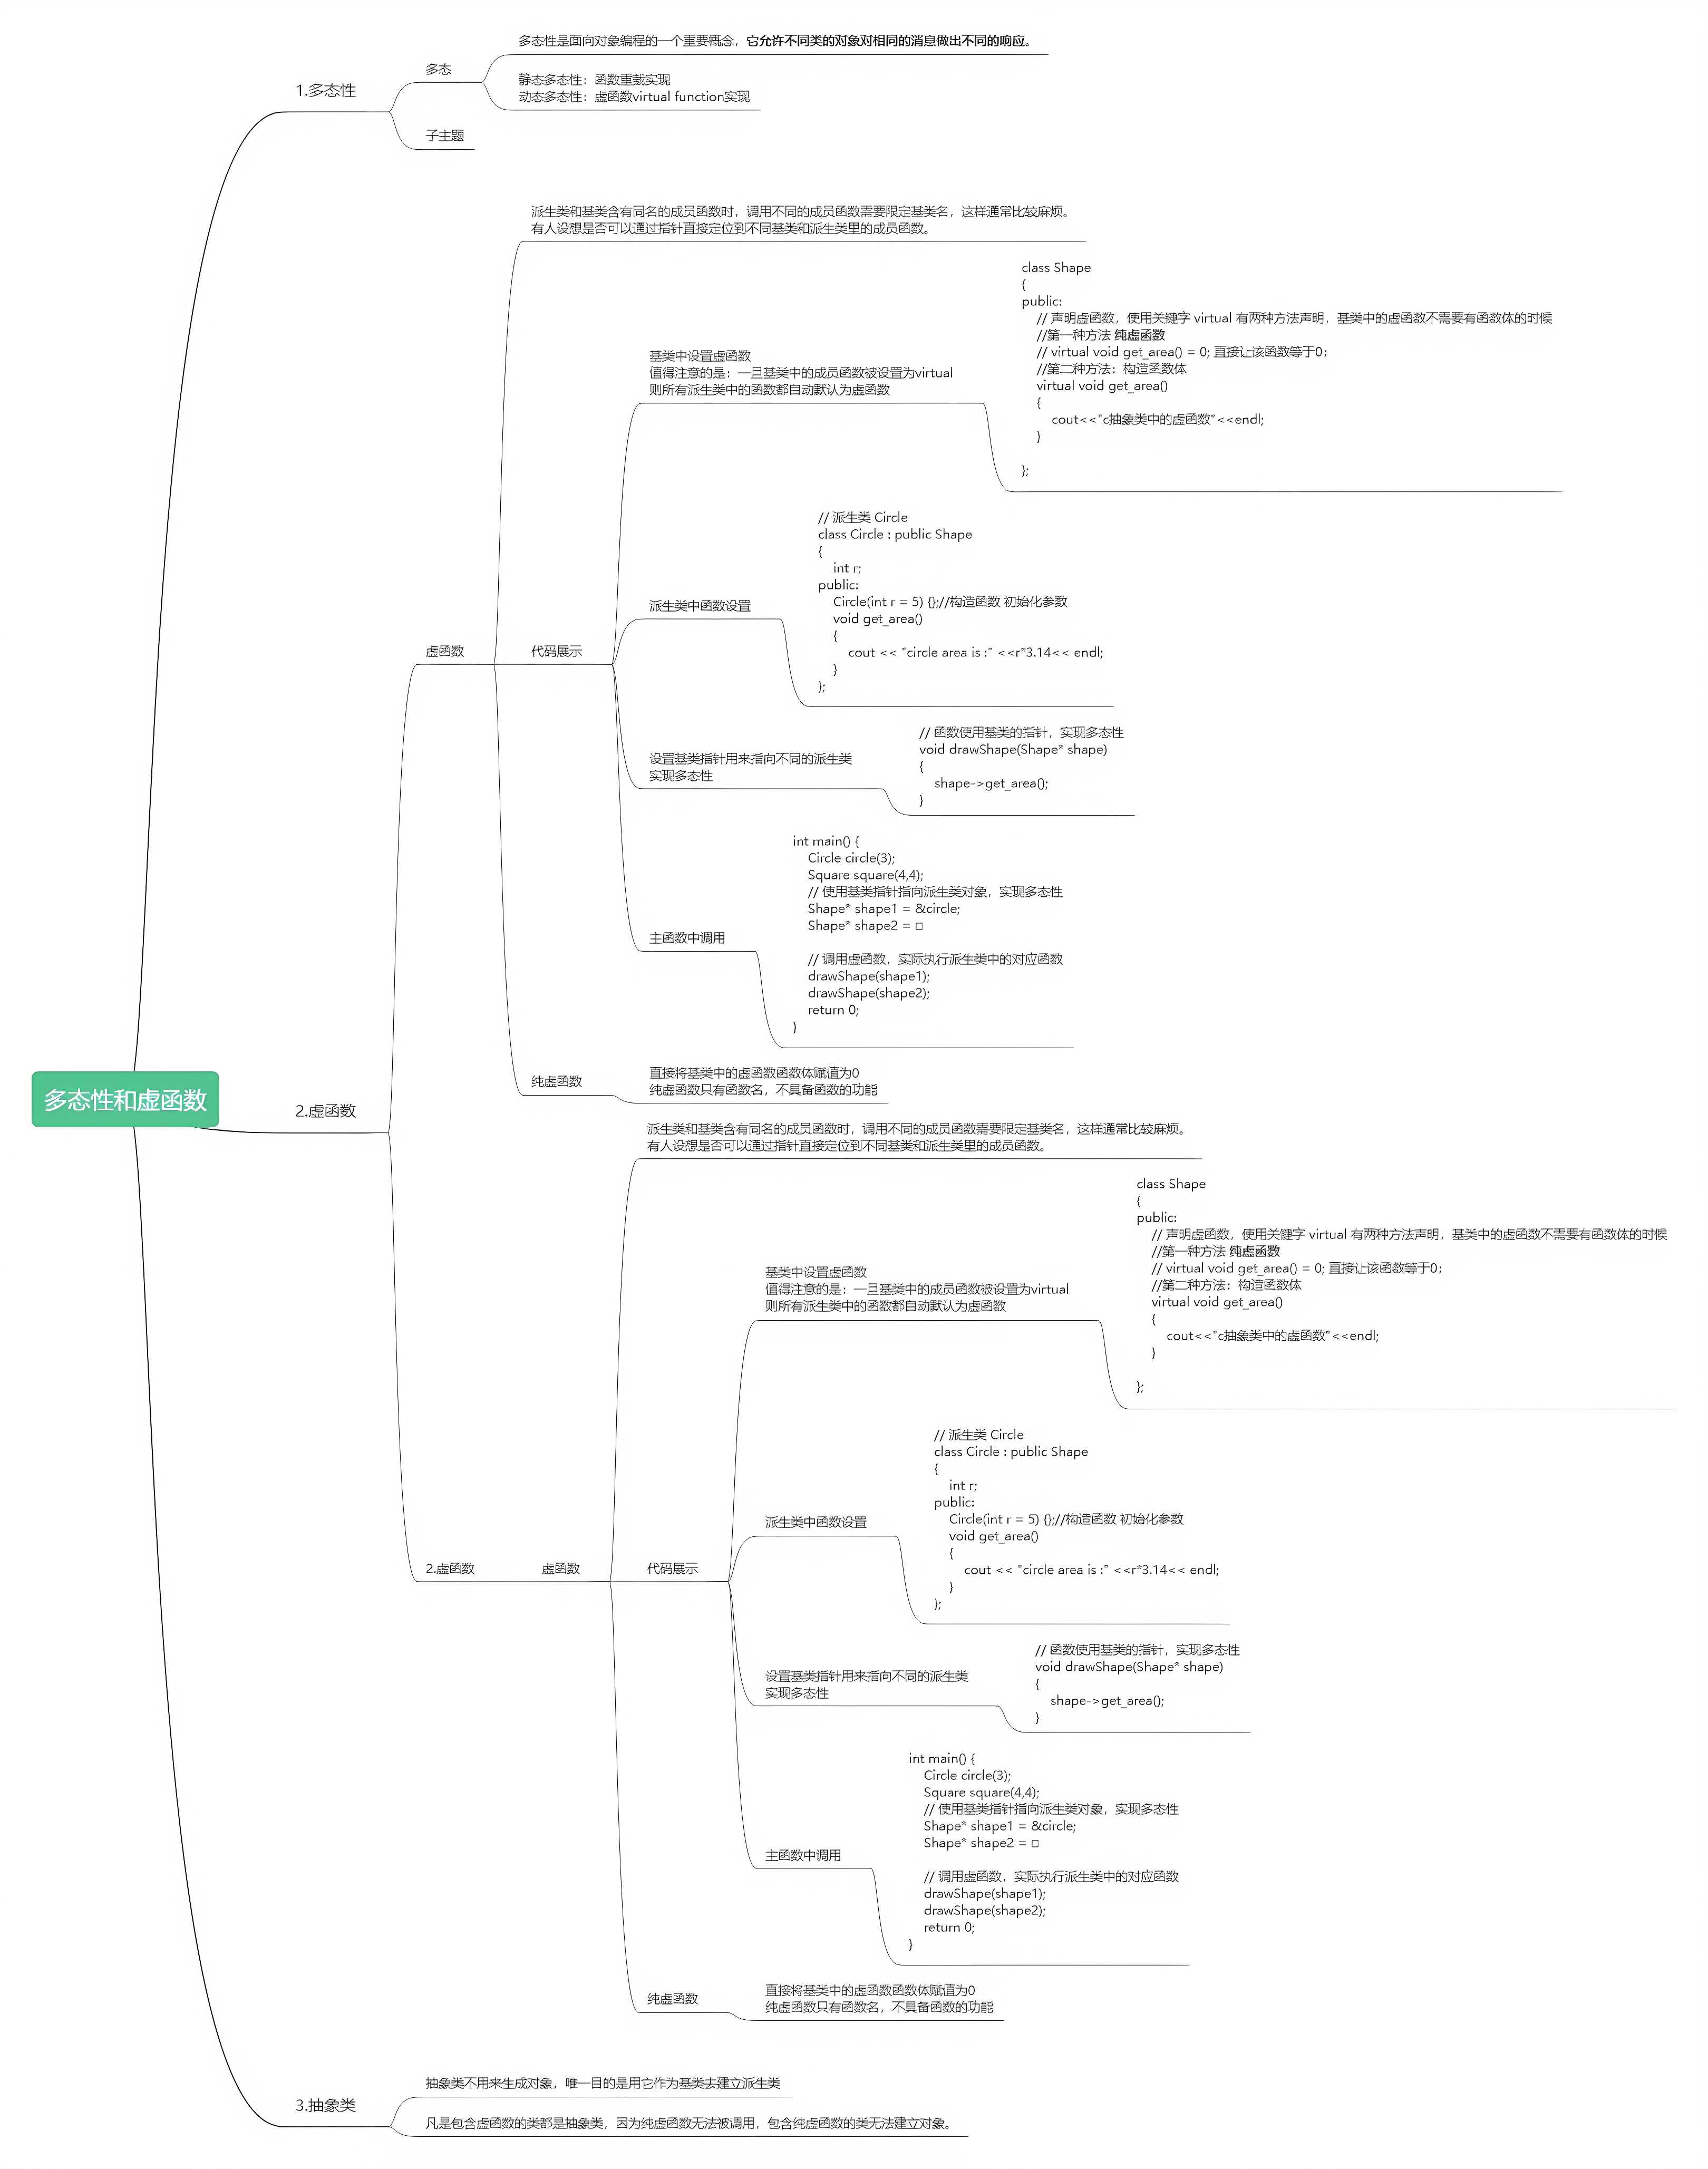 多态性和虚函数
1.多态性
多态
多态性是面向对象编程的一个重要概念，它允许不同类的对象对相同的消息做出不同的响应。
静态多态性：函数重载实现
动态多态性：虚函数virtual function实现
子主题
2.虚函数
虚函数
派生类和基类含有同名的成员函数时，调用不同的成员函数需要限定基类名，这样通常比较麻烦。
有人设想是否可以通过指针直接定位到不同基类和派生类里的成员函数。
代码展示
基类中设置虚函数
值得注意的是：一旦基类中的成员函数被设置为virtual
则所有派生类中的函数都自动默认为虚函数
class Shape
{
public:
// 声明虚函数，使用关键字 virtual 有两种方法声明，基类中的虚函数不需要有函数体的时候
//第一种方法 纯虚函数
// virtual void get_area() = 0; 直接让该函数等于0；
//第二种方法：构造函数体
virtual void get_area()
{
cout<<"c抽象类中的虚函数"<<endl;
}
};
派生类中函数设置
// 派生类 Circle
class Circle : public Shape
{
int r;
public:
Circle(int r = 5) {};//构造函数 初始化参数
void get_area()
{
cout << "circle area is :" <<r*3.14<< endl;
}
};
设置基类指针用来指向不同的派生类
实现多态性
// 函数使用基类的指针，实现多态性
void drawShape(Shape* shape)
{
shape->get_area();
}
主函数中调用
int main() {
Circle circle(3);
Square square(4,4);
// 使用基类指针指向派生类对象，实现多态性
Shape* shape1 = &circle;
Shape* shape2 = □
// 调用虚函数，实际执行派生类中的对应函数
drawShape(shape1);
drawShape(shape2);
return 0;
}
纯虚函数
直接将基类中的虚函数函数体赋值为0
纯虚函数只有函数名，不具备函数的功能
2.虚函数
虚函数
派生类和基类含有同名的成员函数时，调用不同的成员函数需要限定基类名，这样通常比较麻烦。
有人设想是否可以通过指针直接定位到不同基类和派生类里的成员函数。
代码展示
基类中设置虚函数
值得注意的是：一旦基类中的成员函数被设置为virtual
则所有派生类中的函数都自动默认为虚函数
class Shape
{
public:
// 声明虚函数，使用关键字 virtual 有两种方法声明，基类中的虚函数不需要有函数体的时候
//第一种方法 纯虚函数
// virtual void get_area() = 0; 直接让该函数等于0；
//第二种方法：构造函数体
virtual void get_area()
{
cout<<"c抽象类中的虚函数"<<endl;
}
};
派生类中函数设置
// 派生类 Circle
class Circle : public Shape
{
int r;
public:
Circle(int r = 5) {};//构造函数 初始化参数
void get_area()
{
cout << "circle area is :" <<r*3.14<< endl;
}
};
设置基类指针用来指向不同的派生类
实现多态性
// 函数使用基类的指针，实现多态性
void drawShape(Shape* shape)
{
shape->get_area();
}
主函数中调用
int main() {
Circle circle(3);
Square square(4,4);
// 使用基类指针指向派生类对象，实现多态性
Shape* shape1 = &circle;
Shape* shape2 = □
// 调用虚函数，实际执行派生类中的对应函数
drawShape(shape1);
drawShape(shape2);
return 0;
}
纯虚函数
直接将基类中的虚函数函数体赋值为0
纯虚函数只有函数名，不具备函数的功能
3.抽象类
抽象类不用来生成对象，唯一目的是用它作为基类去建立派生类
凡是包含虚函数的类都是抽象类，因为纯虚函数无法被调用，包含纯虚函数的类无法建立对象。